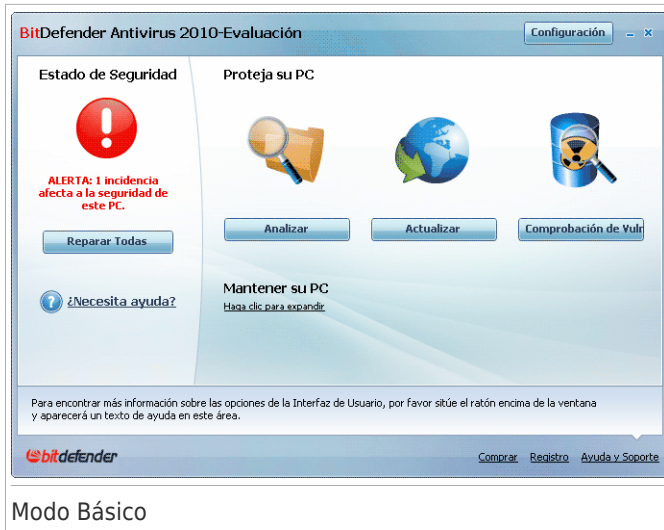 BitDefender Antivirus 2010-Evaluación
Configuración
Estado de Seguridad
ALERTA: 1 incidencia
afecta a la seguridad de
este PC.
Reparar Todas
¿Necesita ayuda?
Proteja su PC
Analizar
Actualizar
Comprobación de Vulr
Mantener su PC
Haga clic para expandir
Para encontrar más información sobre las opciones de la Interfaz de Usuario, por favor sitúe el ratón encima de la ventana
y aparecerá un texto de ayuda en este área.
bitdefender
Comprar Registro Ayuda y Soporte
Modo Básico